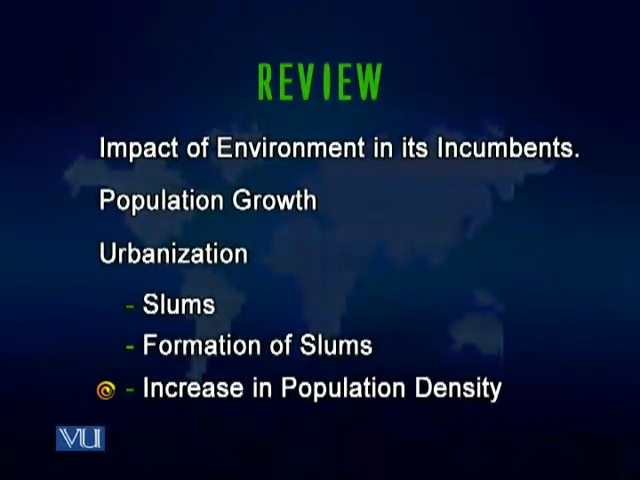 REVIEW
Impact of Environment in its Incumbents.
Population Growth
Urbanization
- Slums
- Formation of Slums
- Increase in Population Density
VU